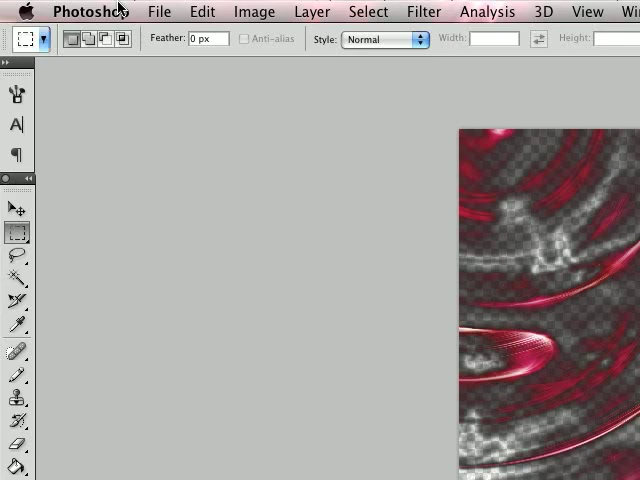 Photoshop File Edit Image Layer Select Filter Analysis 3D View
Feather: 0 px Anti-alias Style: Normal Width: Height:
A